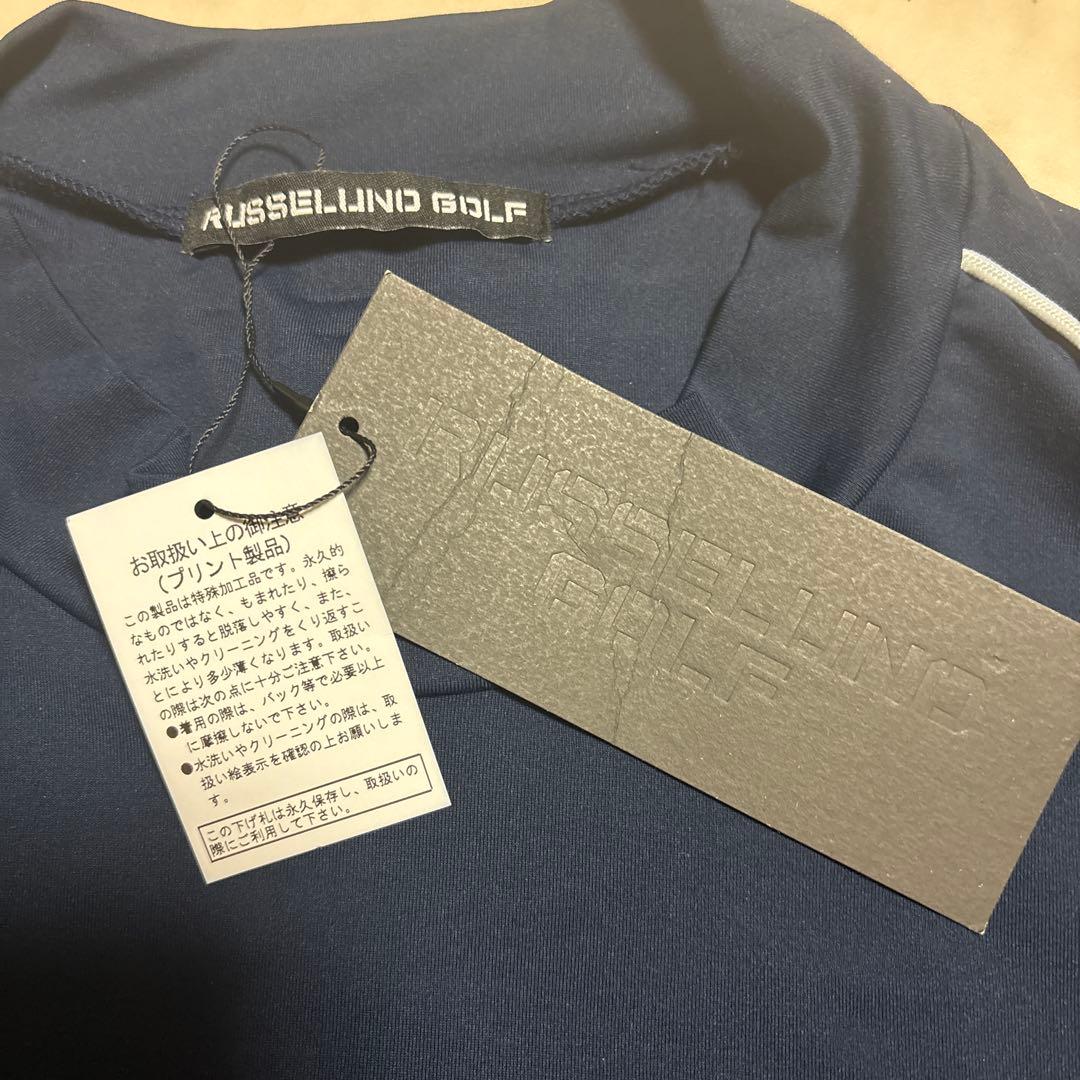 RUSSELUNO GOLF
RUSSELUNO
GOLF
お取扱い上の御注意
(プリント製品)
この製品は特殊加工品です。永久的
なものではなく、もまれたり、擦ら
れたりすると脱落しやすく、また、
水洗いやクリーニングをくり返すこ
とにより多少薄くなります。取扱い
の際は次の点に十分ご注意下さい。
●着用の際は、バック等で必要以上
に摩擦しないで下さい。
●水洗いやクリーニングの際は、取
扱い絵表示を確認の上お願いしま
す。
この下げ札は永久保存し、取扱いの
際にご利用して下さい。